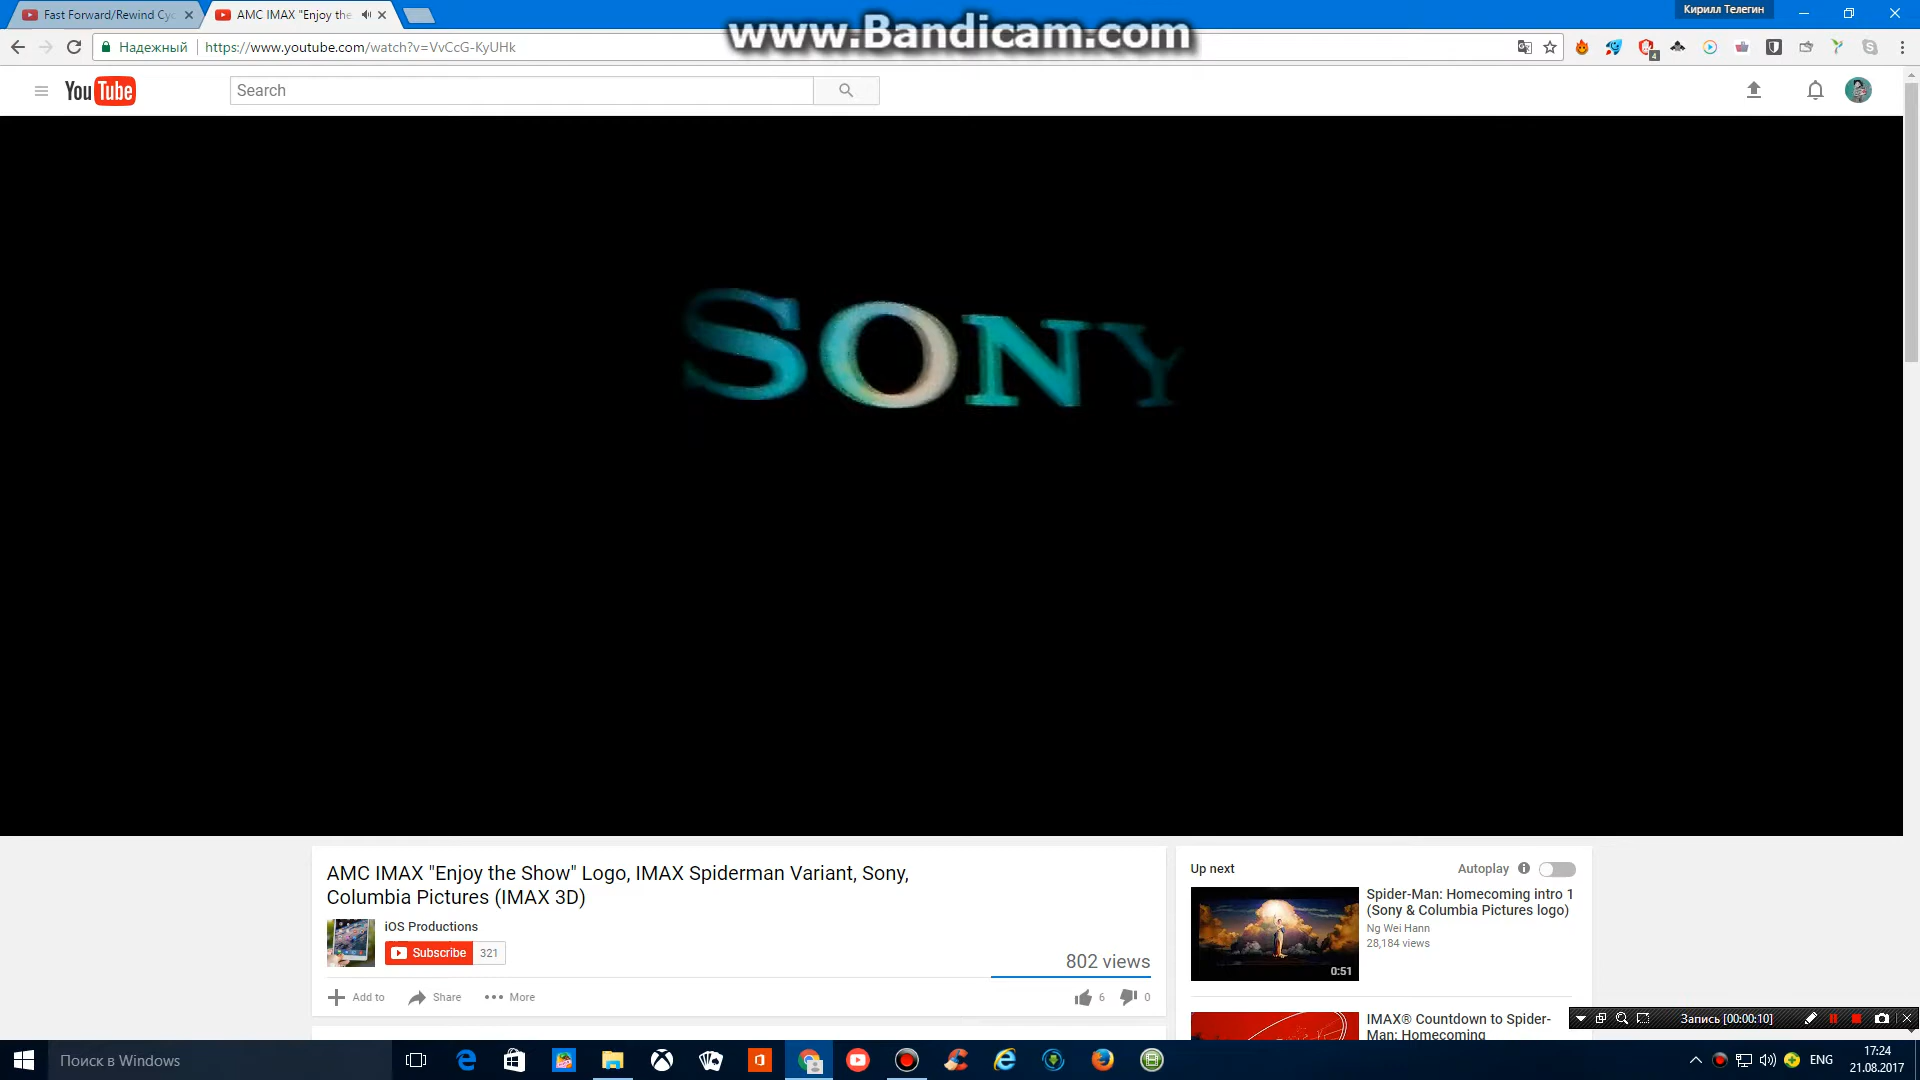 Fast Forward/Rewind Cyc
AMC IMAX "Enjoy the
www.Bandicam.com
Кирилл Телегин
Надежный
https://www.youtube.com/watch?v=VvCcG-KyUHk
4
YouTube
Search
SONY
AMC IMAX "Enjoy the Show" Logo, IMAX Spiderman Variant, Sony,
Columbia Pictures (IMAX 3D)
iOS Productions
Subscribe 321
802 views
Add to Share More
6 0
Up next
Autoplay
Spider-Man: Homecoming intro 1
(Sony & Columbia Pictures logo)
Ng Wei Hann
28,184 views
0:51
IMAX® Countdown to Spider-
Man: Homecoming
Запись [00:00:10]
Поиск в Windows
ENG
17:24
21.08.2017